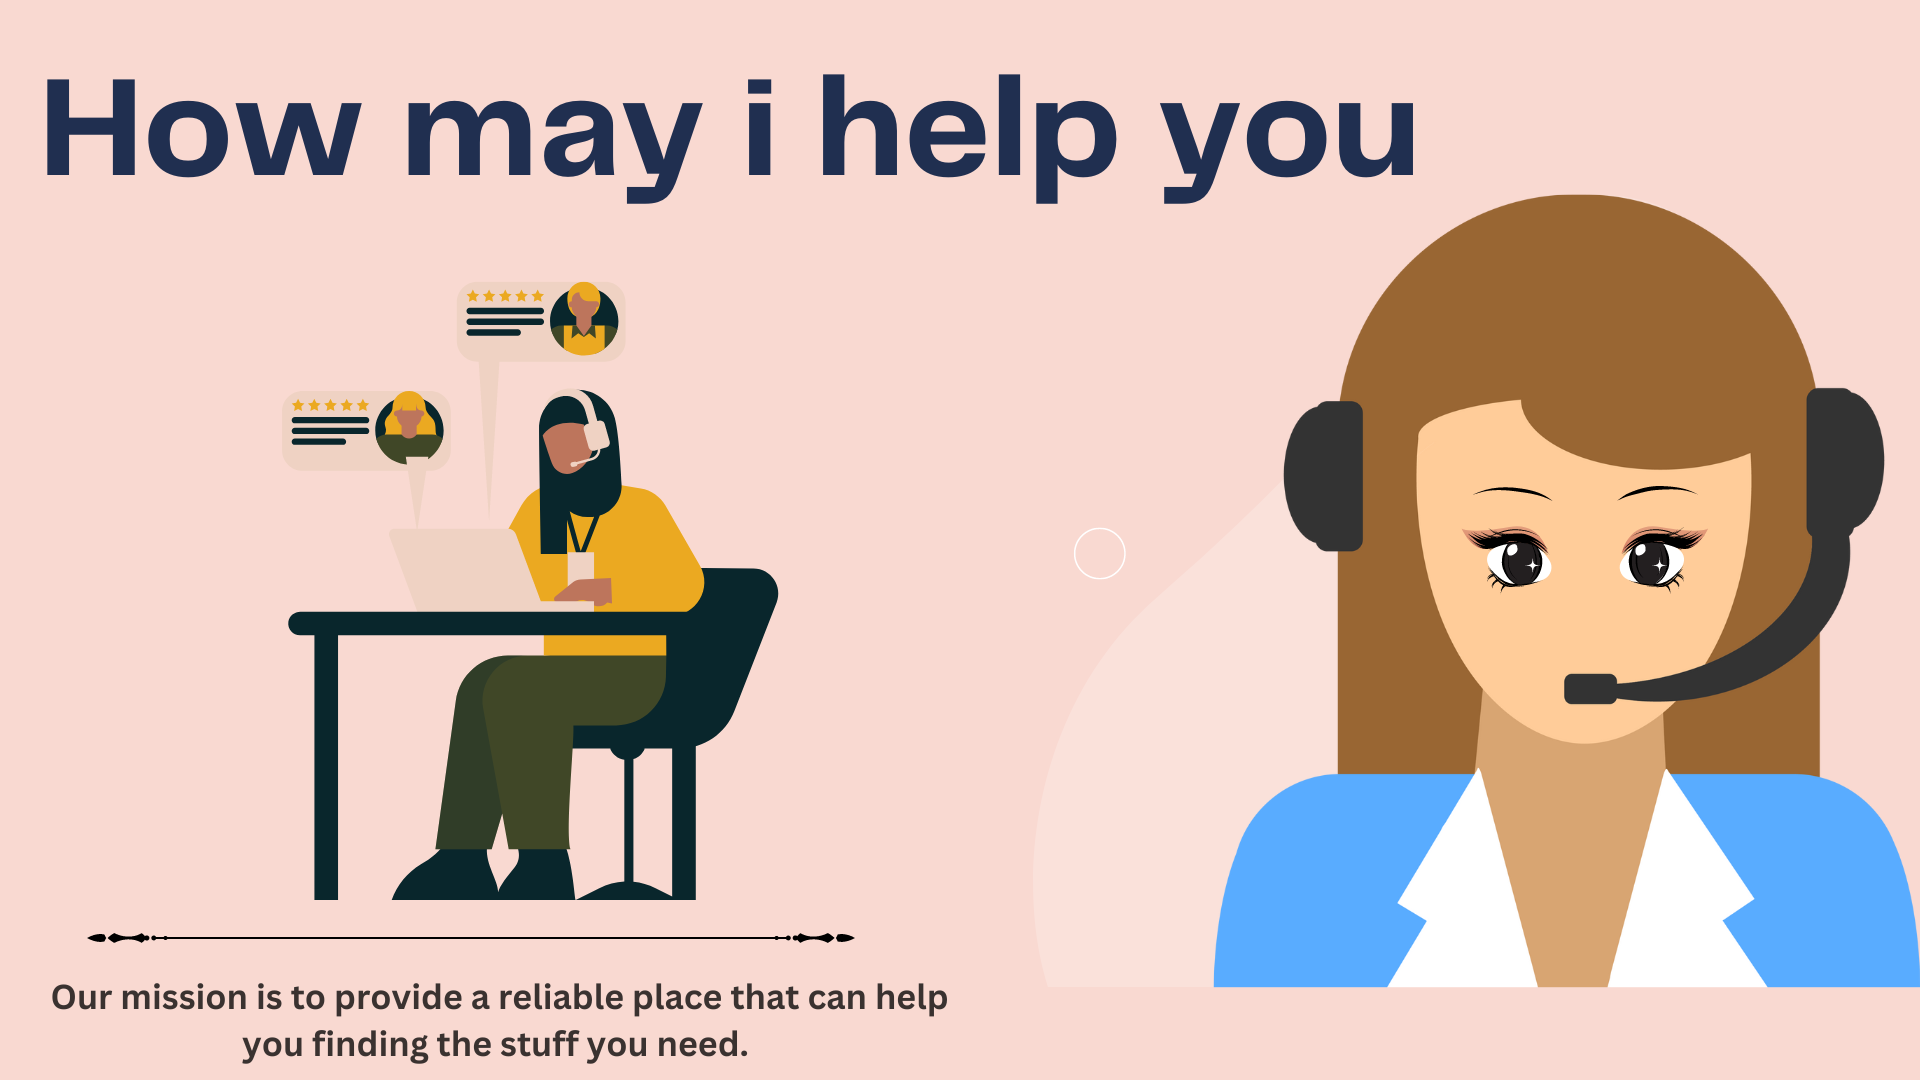 How may i help you
Our mission is to provide a reliable place that can help
you finding the stuff you need.